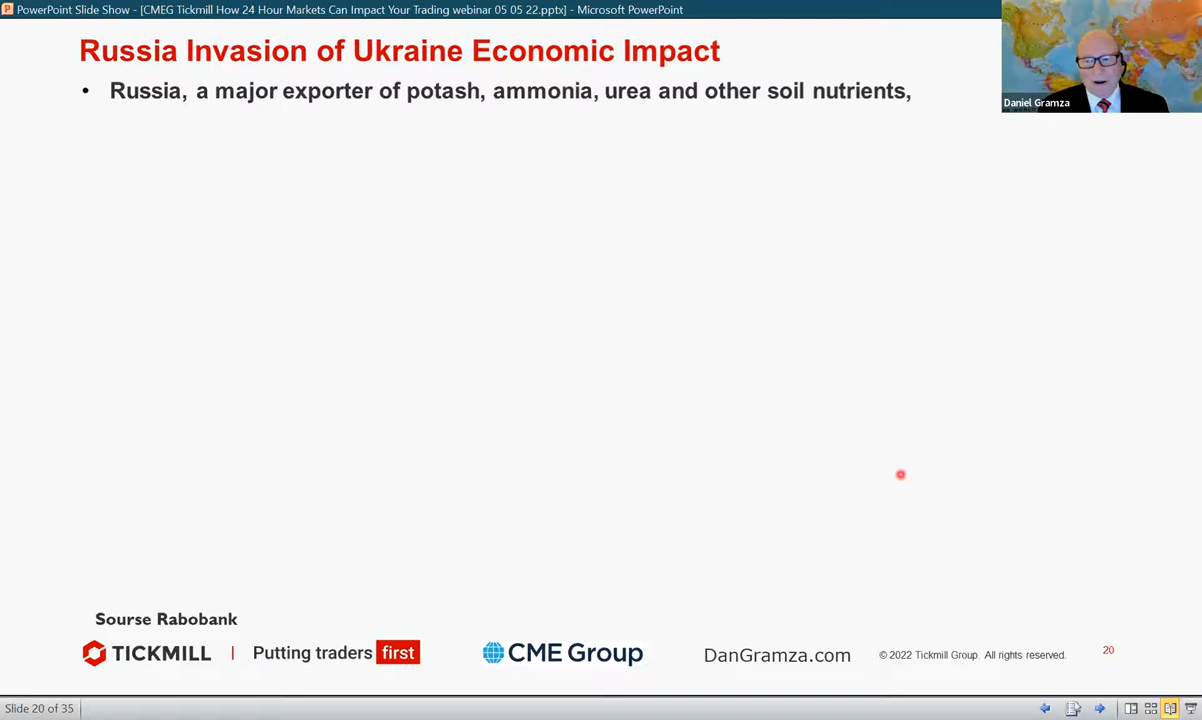 PowerPoint Slide Show - [CMEG Tickmill How 24 Hour Markets Can Impact Your Trading webinar 05 05 22.pptx] - Microsoft PowerPoint
Russia Invasion of Ukraine Economic Impact
• Russia, a major exporter of potash, ammonia, urea and other soil nutrients,
Daniel Gramza
Sourse Rabobank
TICKMILL | Putting traders first
CME Group
DanGramza.com
© 2022 Tickmill Group. All rights reserved.
20
Slide 20 of 35